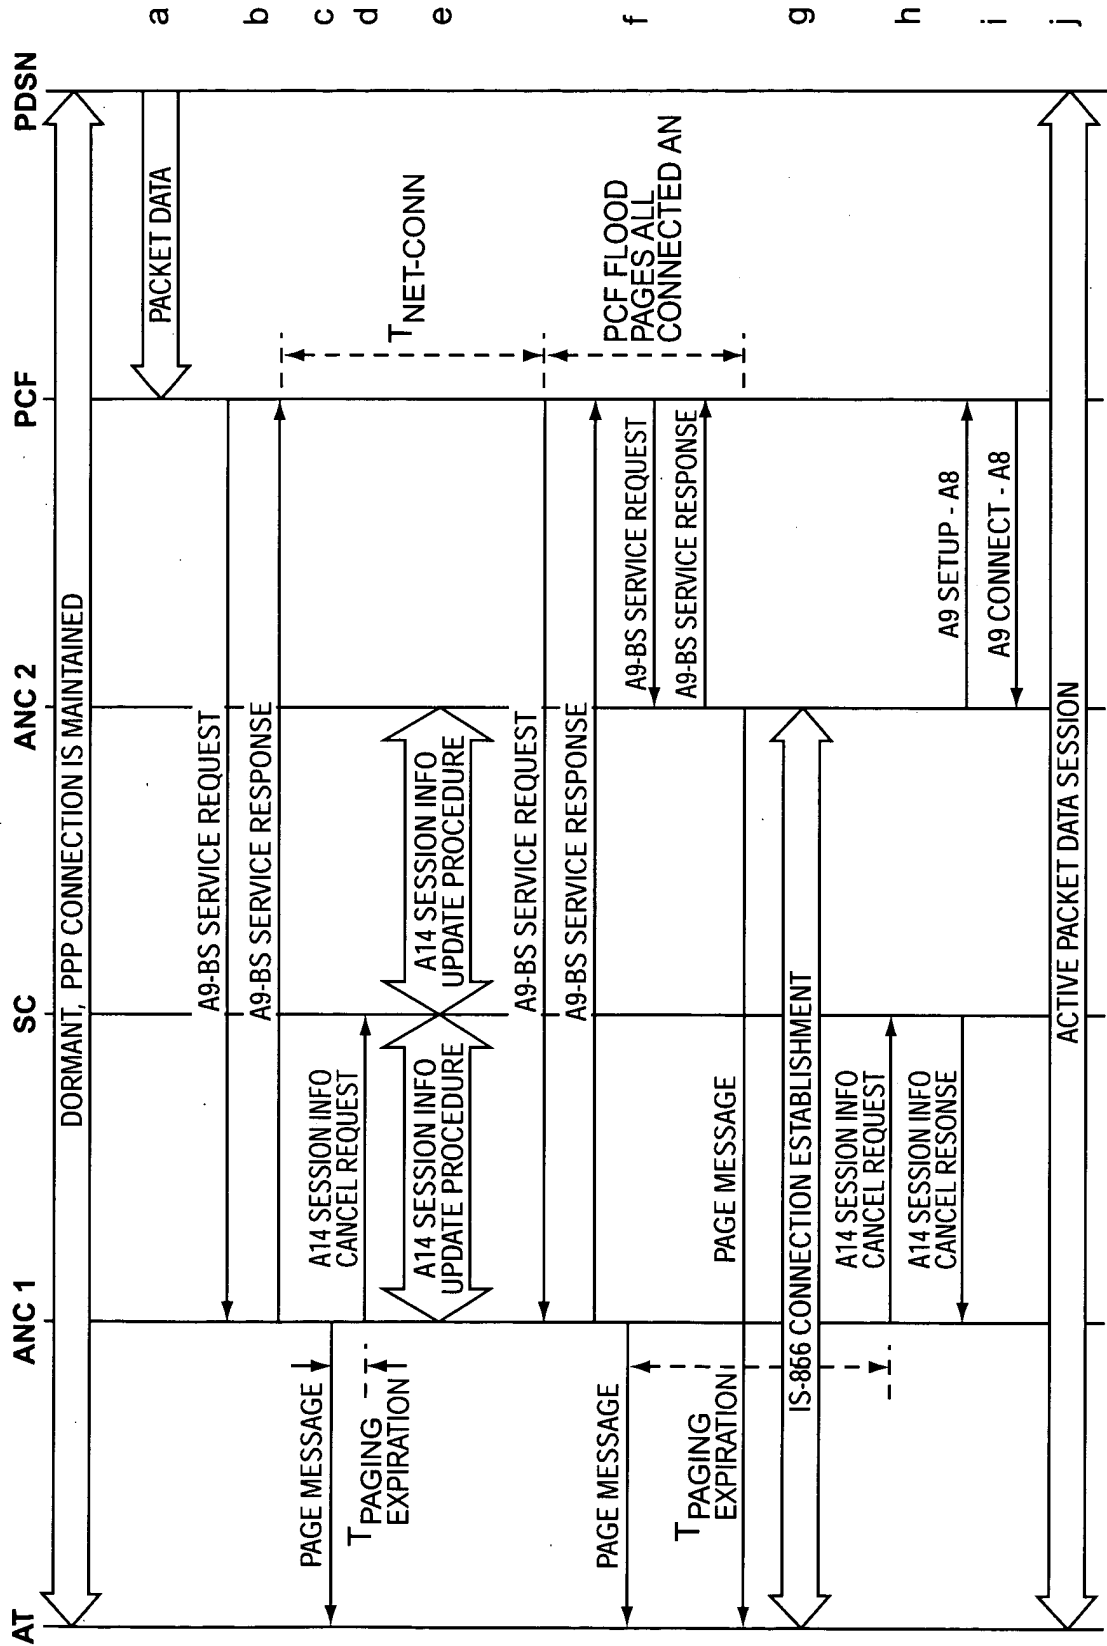 AT
ANC 1
SC
ANC 2
PCF
PDSN
DORMANT, PPP CONNECTION IS MAINTAINED
PACKET DATA
a
A9-BS SERVICE REQUEST
b
A9-BS SERVICE RESPONSE
PAGE MESSAGE
c
A14 SESSION INFO
CANCEL REQUEST
d
TPAGING
EXPIRATION
A14 SESSION INFO
UPDATE PROCEDURE
A14 SESSION INFO
UPDATE PROCEDURE
TNET-CONN
e
A9-BS SERVICE REQUEST
A9-BS SERVICE RESPONSE
PAGE MESSAGE
A9-BS SERVICE REQUEST
A9-BS SERVICE RESPONSE
PCF FLOOD
PAGES ALL
CONNECTED AN
f
TPAGING
EXPIRATION
PAGE MESSAGE
IS-856 CONNECTION ESTABLISHMENT
g
A14 SESSION INFO
CANCEL REQUEST
h
A14 SESSION INFO
CANCEL RESONSE
A9 SETUP - A8
A9 CONNECT - A8
i
ACTIVE PACKET DATA SESSION
j